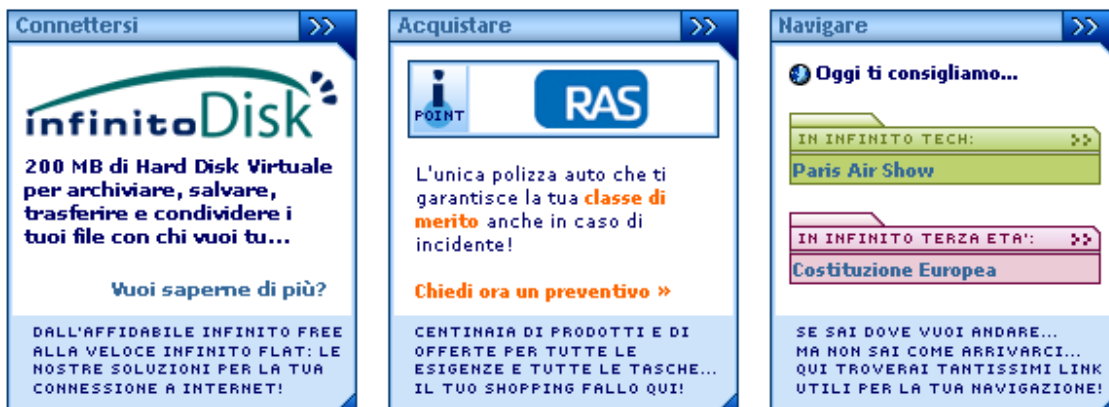 Connettersi >>
infinitoDisk
200 MB di Hard Disk Virtuale
per archiviare, salvare,
trasferire e condividere i
tuoi file con chi vuoi tu...
Vuoi saperne di più?
DALL'AFFIDABILE INFINITO FREE
ALLA VELOCE INFINITO FLAT: LE
NOSTRE SOLUZIONI PER LA TUA
CONNESSIONE A INTERNET!
Acquistare >>
i
POINT
RAS
L'unica polizza auto che ti
garantisce la tua classe di
merito anche in caso di
incidente!
Chiedi ora un preventivo »
CENTINAIA DI PRODOTTI E DI
OFFERTE PER TUTTE LE
ESIGENZE E TUTTE LE TASCHE...
IL TUO SHOPPING FALLO QUI!
Navigare >>
Oggi ti consigliamo...
IN INFINITO TECH: >>
Paris Air Show
IN INFINITO TERZA ETA': >>
Costituzione Europea
SE SAI DOVE VUOI ANDARE...
MA NON SAI COME ARRIVARCI...
QUI TROVERAI TANTISSIMI LINK
UTILI PER LA TUA NAVIGAZIONE!